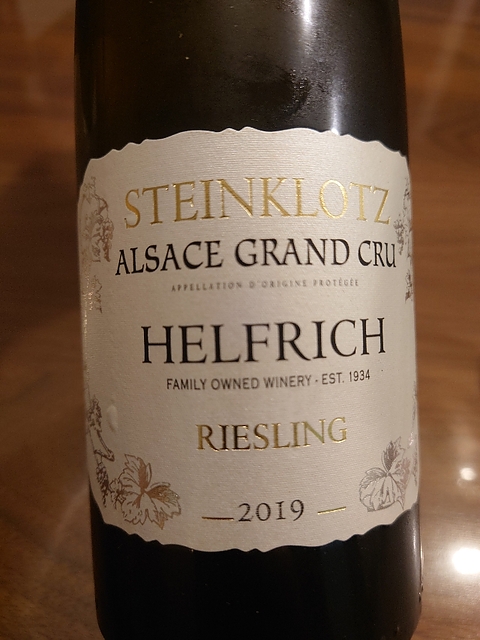 STEINKLOTZ
ALSACE GRAND CRU
APPELLATION D'ORIGINE PROTÉGÉE
HELFRICH
FAMILY OWNED WINERY - EST. 1934
RIESLING
2019